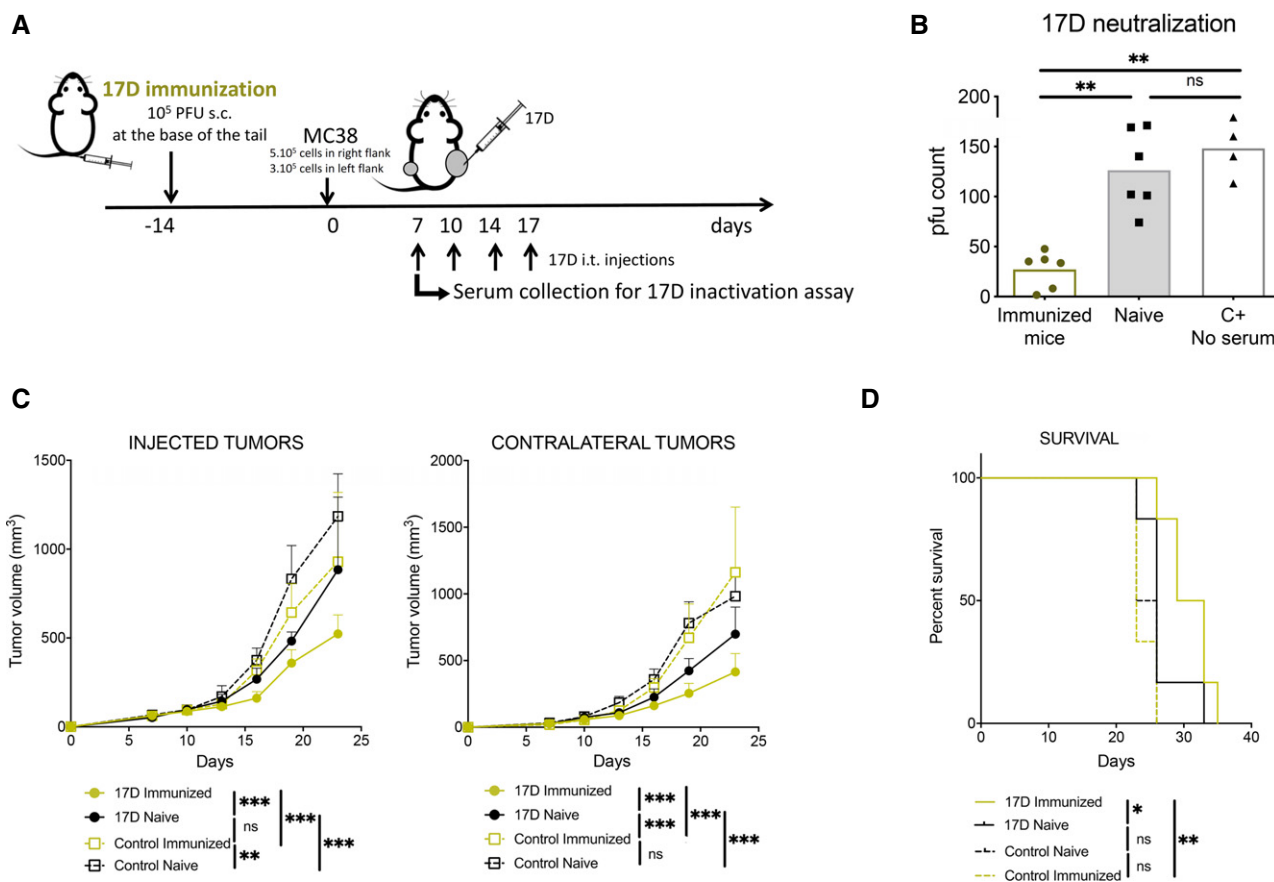 A
17D immunization
10⁵ PFU s.c.
at the base of the tail
MC38
5.10⁵ cells in right flank
3.10⁵ cells in left flank
17D
-14
0
7
10
14
17
days
17D i.t. injections
Serum collection for 17D inactivation assay
B
17D neutralization
**
**
ns
pfu count
200
150
100
50
0
Immunized
mice
Naive
C+
No serum
C
INJECTED TUMORS
Tumor volume (mm³)
1500
1000
500
0
0 5 10 15 20 25
Days
17D Immunized
17D Naive
Control Immunized
Control Naive
***
ns
**
***
***
CONTRALATERAL TUMORS
Tumor volume (mm³)
2000
1500
1000
500
0
0 5 10 15 20 25
Days
17D Immunized
17D Naive
Control Immunized
Control Naive
***
***
ns
***
***
D
SURVIVAL
Percent survival
100
50
0
0 10 20 30 40
Days
17D Immunized
17D Naive
Control Naive
Control Immunized
*
ns
ns
**